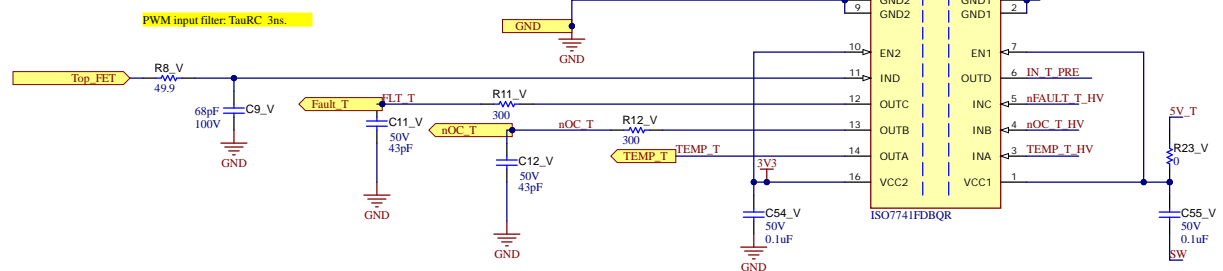 PWM input filter: TauRC 3ns.
GND
GND
GND2
9
GND2
GND1
2
GND1
10
EN2
EN1
7
Top_FET
R8_V
49.9
11
IND
OUTD
6
IN_T_PRE
68pF
100V
C9_V
GND
Fault_T
FLT_T
R11_V
300
12
OUTC
INC
5
nFAULT_T_HV
C11_V
50V
43pF
GND
nOC_T
nOC_T
R12_V
300
13
OUTB
INB
4
nOC_T_HV
5V_T
C12_V
50V
43pF
GND
TEMP_T
TEMP_T
14
OUTA
INA
3
TEMP_T_HV
R23_V
0
3V3
16
VCC2
VCC1
1
ISO7741FDBQR
C54_V
50V
0.1uF
GND
C55_V
50V
0.1uF
SW